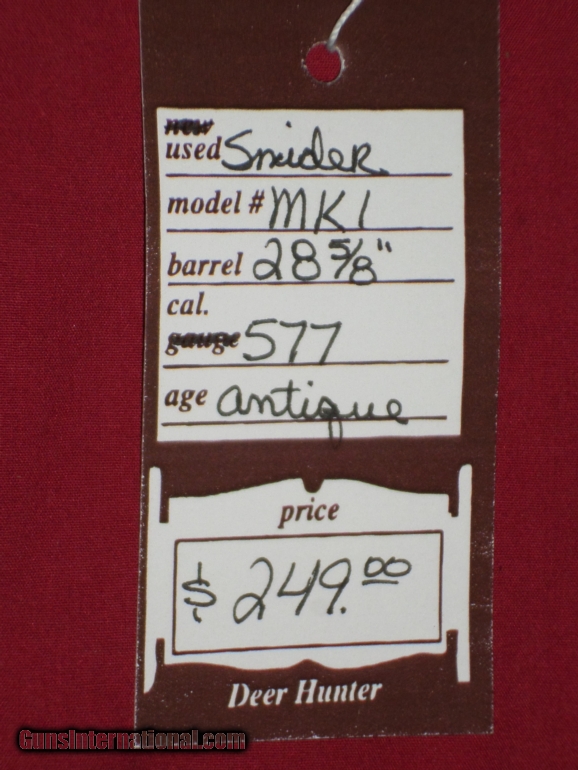 new
used Snider
model # MK1
barrel 28 5/8"
cal.
gauge 577
age antique
price
$ 249.00
Deer Hunter
GunsInternational.com